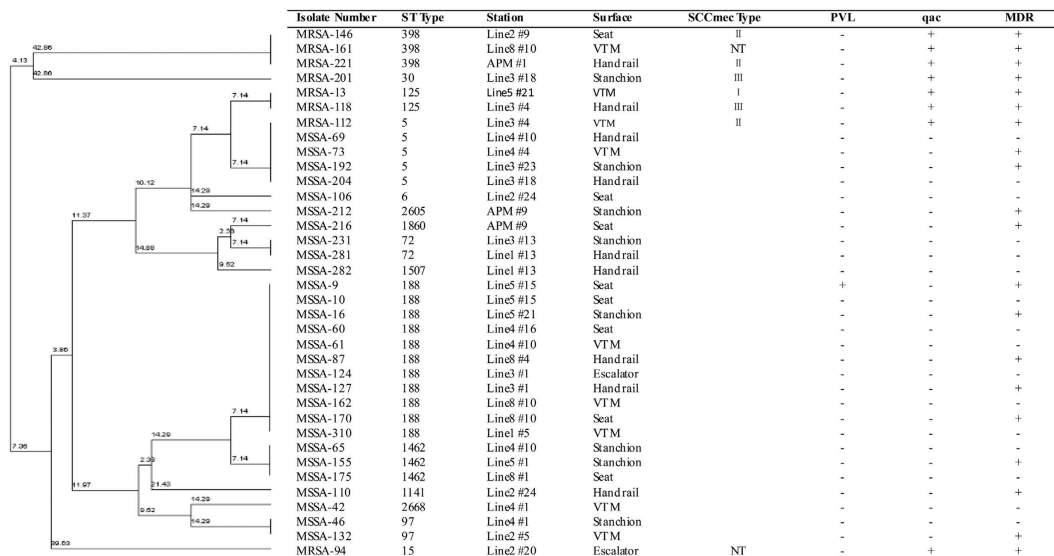 Isolate Number ST Type Station Surface SCCmec Type PVL qac MDR
MRSA-146 398 Line2 #9 Seat II - + +
MRSA-161 398 Line8 #10 VTM NT - + +
MRSA-221 398 APM #1 Handrail II - + +
MRSA-201 30 Line3 #18 Stanchion III - + +
MRSA-13 125 Line5 #21 VTM I - + +
MRSA-118 125 Line3 #4 Handrail III - + +
MRSA-112 5 Line3 #4 VTM II - + +
MSSA-69 5 Line4 #10 Handrail - - -
MSSA-73 5 Line4 #4 VTM - - +
MSSA-192 5 Line3 #23 Stanchion - - +
MSSA-204 5 Line3 #18 Handrail - - -
MSSA-106 6 Line2 #24 Seat - - -
MSSA-212 2605 APM #9 Stanchion - - +
MSSA-216 1860 APM #9 Seat - - +
MSSA-231 72 Line3 #13 Stanchion - - -
MSSA-281 72 Line1 #13 Handrail - - -
MSSA-282 1507 Line1 #13 Handrail - - -
MSSA-9 188 Line5 #15 Seat + - +
MSSA-10 188 Line5 #15 Seat - - -
MSSA-16 188 Line5 #21 Stanchion - - +
MSSA-60 188 Line4 #16 Seat - - -
MSSA-61 188 Line4 #10 VTM - - -
MSSA-87 188 Line8 #4 Handrail - - +
MSSA-124 188 Line3 #1 Escalator - - -
MSSA-127 188 Line3 #1 Handrail - - +
MSSA-162 188 Line8 #10 VTM - - -
MSSA-170 188 Line8 #10 Seat - - +
MSSA-310 188 Line1 #5 VTM - - -
MSSA-65 1462 Line4 #10 Stanchion - - -
MSSA-155 1462 Line5 #1 Stanchion - - +
MSSA-175 1462 Line8 #1 Seat - - -
MSSA-110 1141 Line2 #24 Handrail - - +
MSSA-42 2668 Line4 #1 VTM - - -
MSSA-46 97 Line4 #1 Stanchion - - -
MSSA-132 97 Line2 #5 VTM - - +
MRSA-94 15 Line2 #20 Escalator NT - + +
42.86
4.13
42.86
7.14
7.14
10.12
14.29
14.29
11.37
7.14
2.38
7.14
14.88
9.52
3.86
7.14
14.29
7.36
7.14
2.38
21.43
11.97
14.29
9.52
14.29